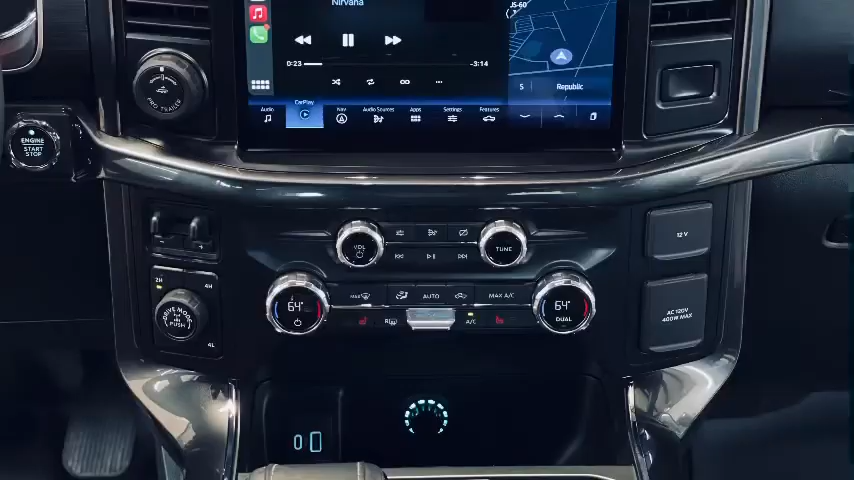 Nirvana
JS-60
0:23
-3:14
S
Republic
CarPlay
Audio
Nav
Audio Sources
Apps
Settings
Features
PRO TRAILER
ENGINE
START
STOP
VOL
TUNE
12 V
2H
4H
DRIVE MODE
PUSH
4L
64°
MAX
AUTO
MAX A/C
64°
DUAL
R
A/C
AC 120V
400W MAX